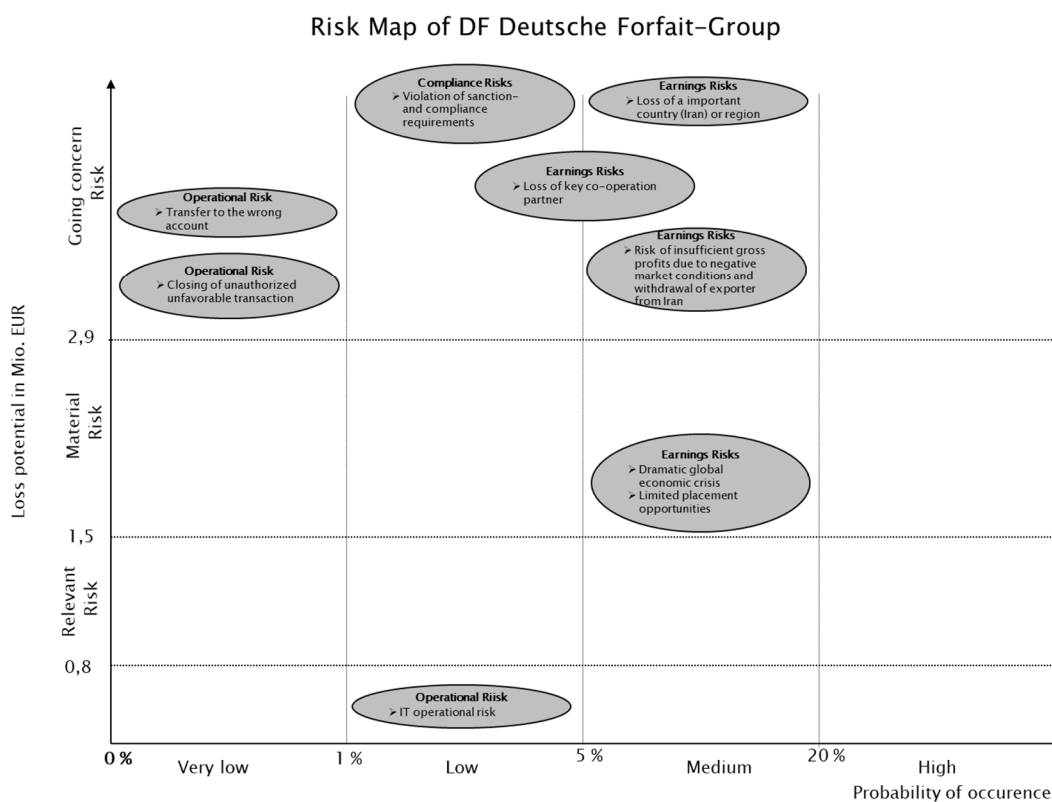 Risk Map of DF Deutsche Forfait-Group
Loss potential in Mio. EUR
Going concern
Risk
Compliance Risks
➢ Violation of sanction-
and compliance
requirements
Earnings Risks
➢ Loss of a important
country (Iran) or region
Earnings Risks
➢ Loss of key co-operation
partner
Operational Risk
➢ Transfer to the wrong
account
Earnings Risks
➢ Risk of insufficient gross
profits due to negative
market conditions and
withdrawal of exporter
from Iran
Operational Risk
➢ Closing of unauthorized
unfavorable transaction
2,9
Material
Risk
Earnings Risks
➢ Dramatic global
economic crisis
➢ Limited placement
opportunities
1,5
Relevant
Risk
0,8
Operational Riisk
➢ IT operational risk
0 %
1 %
5 %
20 %
Very low
Low
Medium
High
Probability of occurence